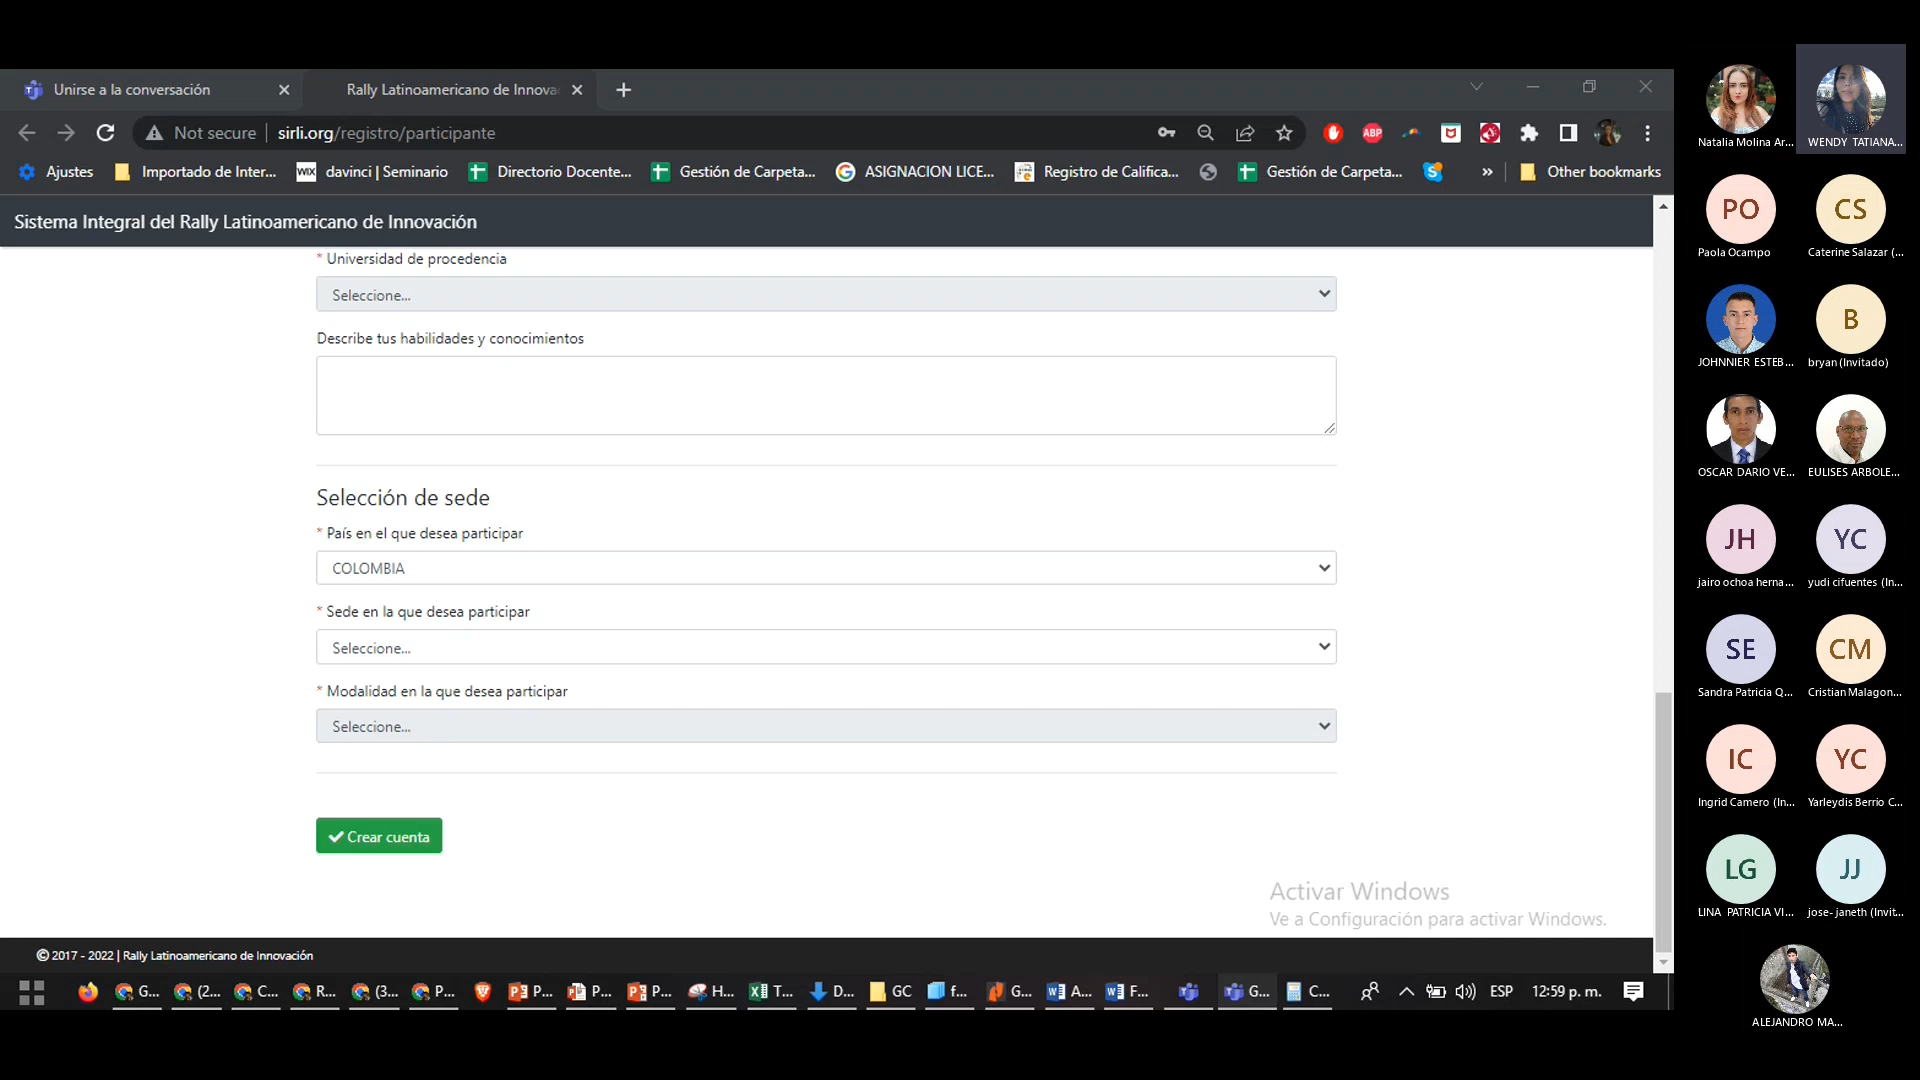 Unirse a la conversación
Rally Latinoamericano de Innova
Not secure
sirli.org/registro/participante
Ajustes
Importado de Inter...
WIX
davinci | Seminario
Directorio Docente...
Gestión de Carpeta...
ASIGNACION LICE...
Registro de Califica...
Gestión de Carpeta...
Other bookmarks
ABP
Sistema Integral del Rally Latinoamericano de Innovación
* Universidad de procedencia
Seleccione...
Describe tus habilidades y conocimientos
Selección de sede
* País en el que desea participar
COLOMBIA
* Sede en la que desea participar
Seleccione...
* Modalidad en la que desea participar
Seleccione...
Crear cuenta
Activar Windows
Ve a Configuración para activar Windows.
© 2017 - 2022 | Rally Latinoamericano de Innovación
G...
(2...
C...
R...
(3...
P...
P...
P...
P...
H...
T...
D...
GC
f...
G...
A...
F...
G...
C...
ESP
12:59 p. m.
Natalia Molina Ar...
WENDY TATIANA...
PO
Paola Ocampo
CS
Caterine Salazar (...
JOHNNIER ESTEB...
B
bryan (Invitado)
OSCAR DARIO VE...
EULISES ARBOLE...
JH
jairo ochoa herna...
YC
yudi cifuentes (In...
SE
Sandra Patricia Q...
CM
Cristian Malagon...
IC
Ingrid Camero (In...
YC
Yarleydis Berrio C...
LG
LINA PATRICIA VI...
JJ
jose- janeth (Invit...
ALEJANDRO MA...